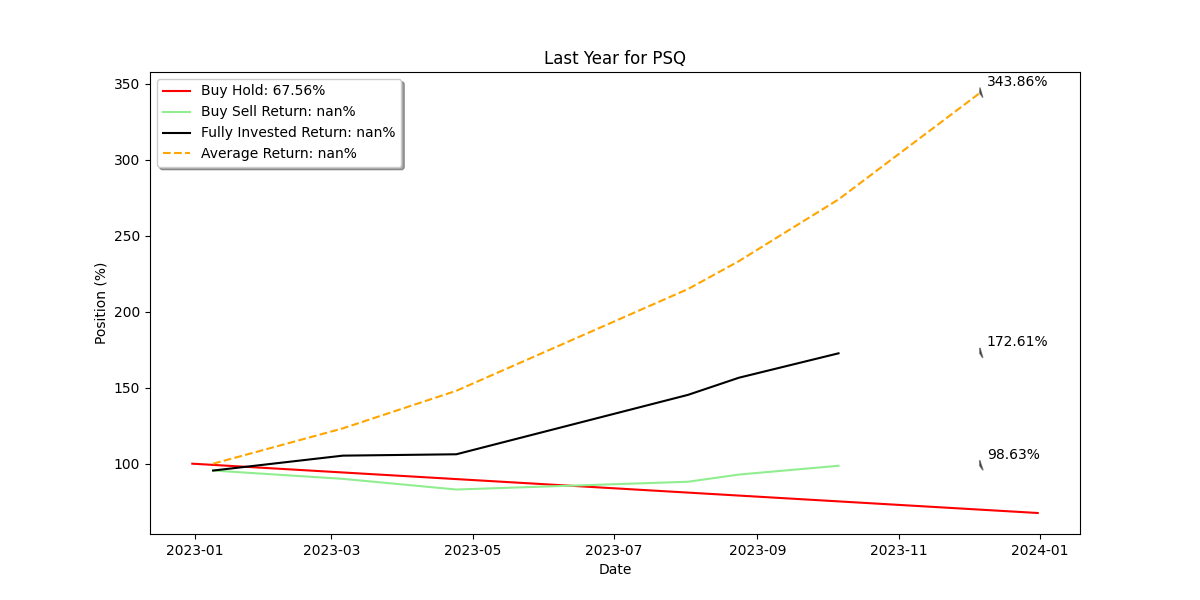 Last Year for PSQ
Buy Hold: 67.56%
Buy Sell Return: nan%
Fully Invested Return: nan%
Average Return: nan%
343.86%
172.61%
98.63%
Position (%)
350
300
250
200
150
100
2023-01
2023-03
2023-05
2023-07
2023-09
2023-11
2024-01
Date